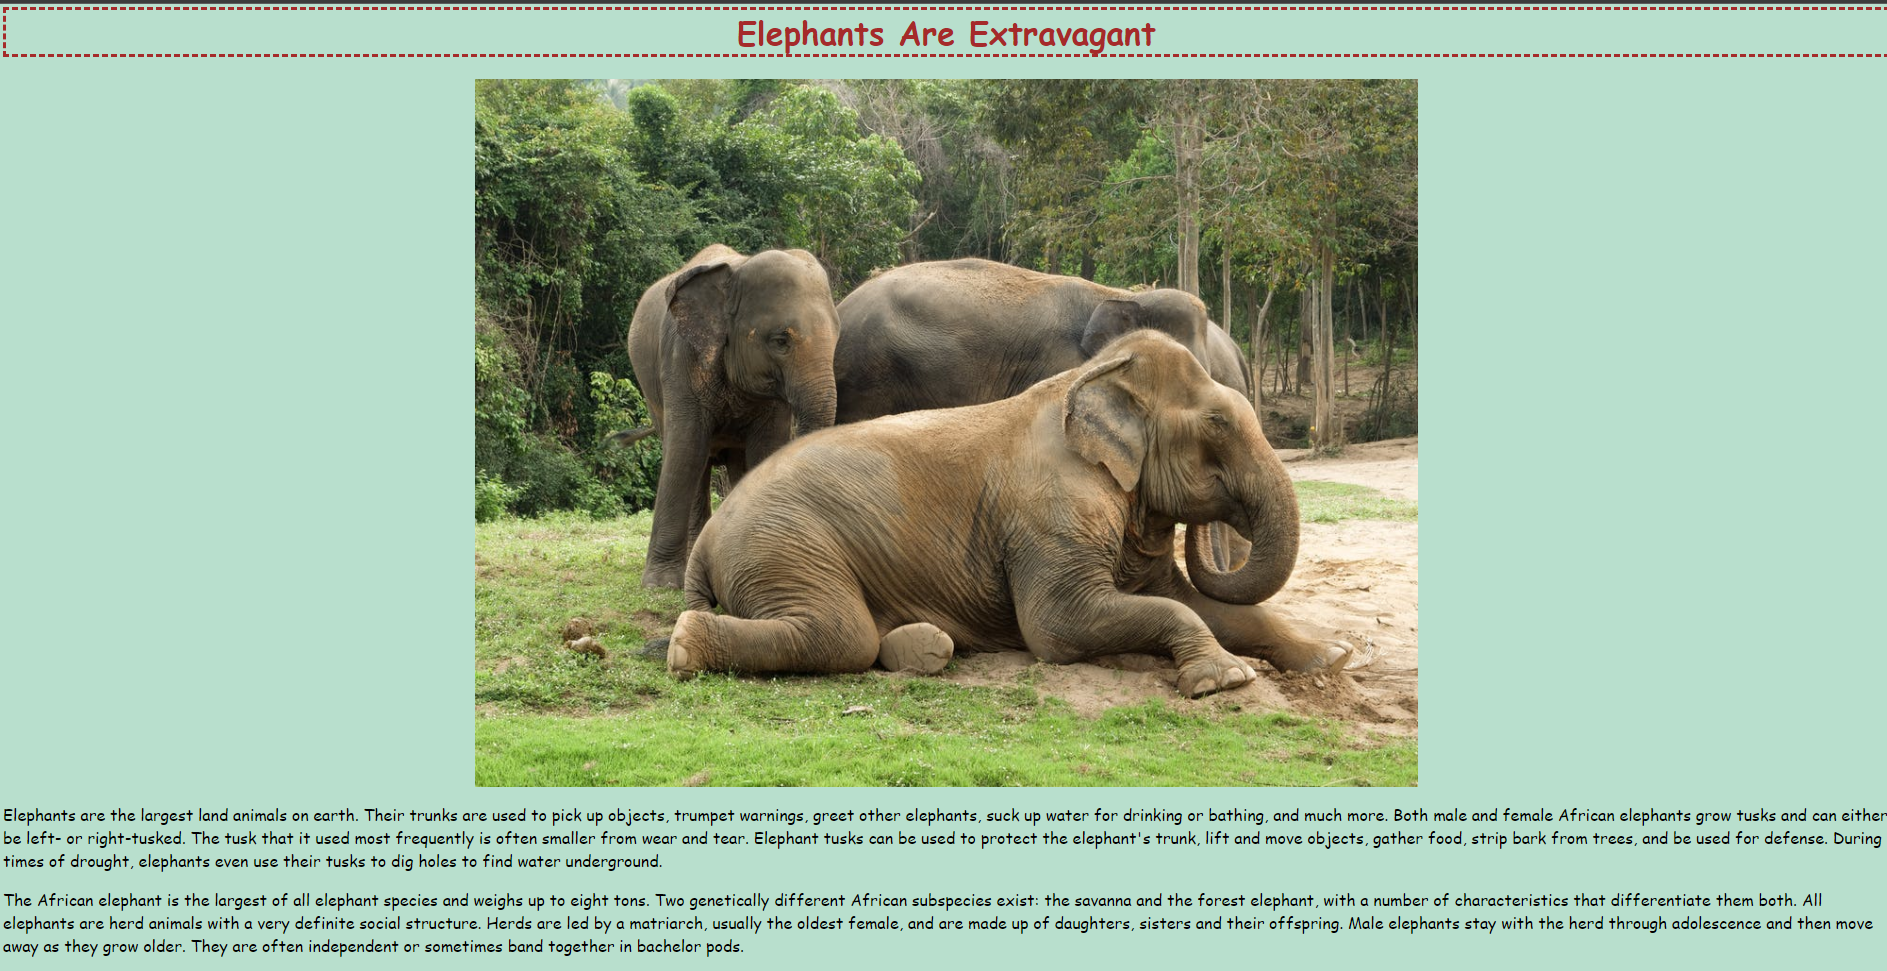 Elephants Are Extravagant
Elephants are the largest land animals on earth. Their trunks are used to pick up objects, trumpet warnings, greet other elephants, suck up water for drinking or bathing, and much more. Both male and female African elephants grow tusks and can either
be left- or right-tusked. The tusk that it used most frequently is often smaller from wear and tear. Elephant tusks can be used to protect the elephant's trunk, lift and move objects, gather food, strip bark from trees, and be used for defense. During
times of drought, elephants even use their tusks to dig holes to find water underground.
The African elephant is the largest of all elephant species and weighs up to eight tons. Two genetically different African subspecies exist: the savanna and the forest elephant, with a number of characteristics that differentiate them both. All
elephants are herd animals with a very definite social structure. Herds are led by a matriarch, usually the oldest female, and are made up of daughters, sisters and their offspring. Male elephants stay with the herd through adolescence and then move
away as they grow older. They are often independent or sometimes band together in bachelor pods.